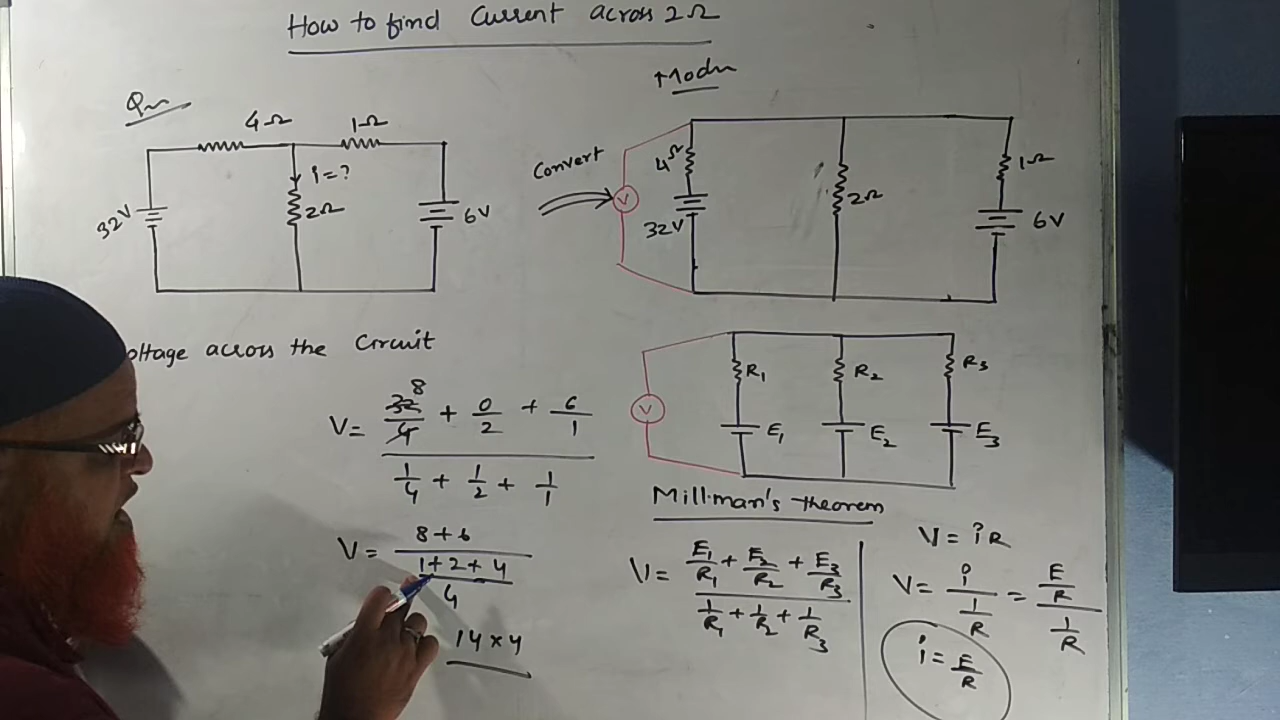 How to find Current across 2Ω
Qn
4Ω 1Ω
i=?
2Ω
32V
6V
Convert
V
4Ω
32V
2Ω
1Ω
6V
oltage across the Circuit
V= 32/4 8 + 0/2 + 6/1
1/4 + 1/2 + 1/1
V= 8+6
1+2+4
4
14×4
V
R1 R2 R3
E1 E2 E3
Millman's theorem
V= E1/R1 + E2/R2 + E3/R3
1/R1 + 1/R2 + 1/R3
V= iR
V= i / 1/R = E/R / 1/R
i= E/R